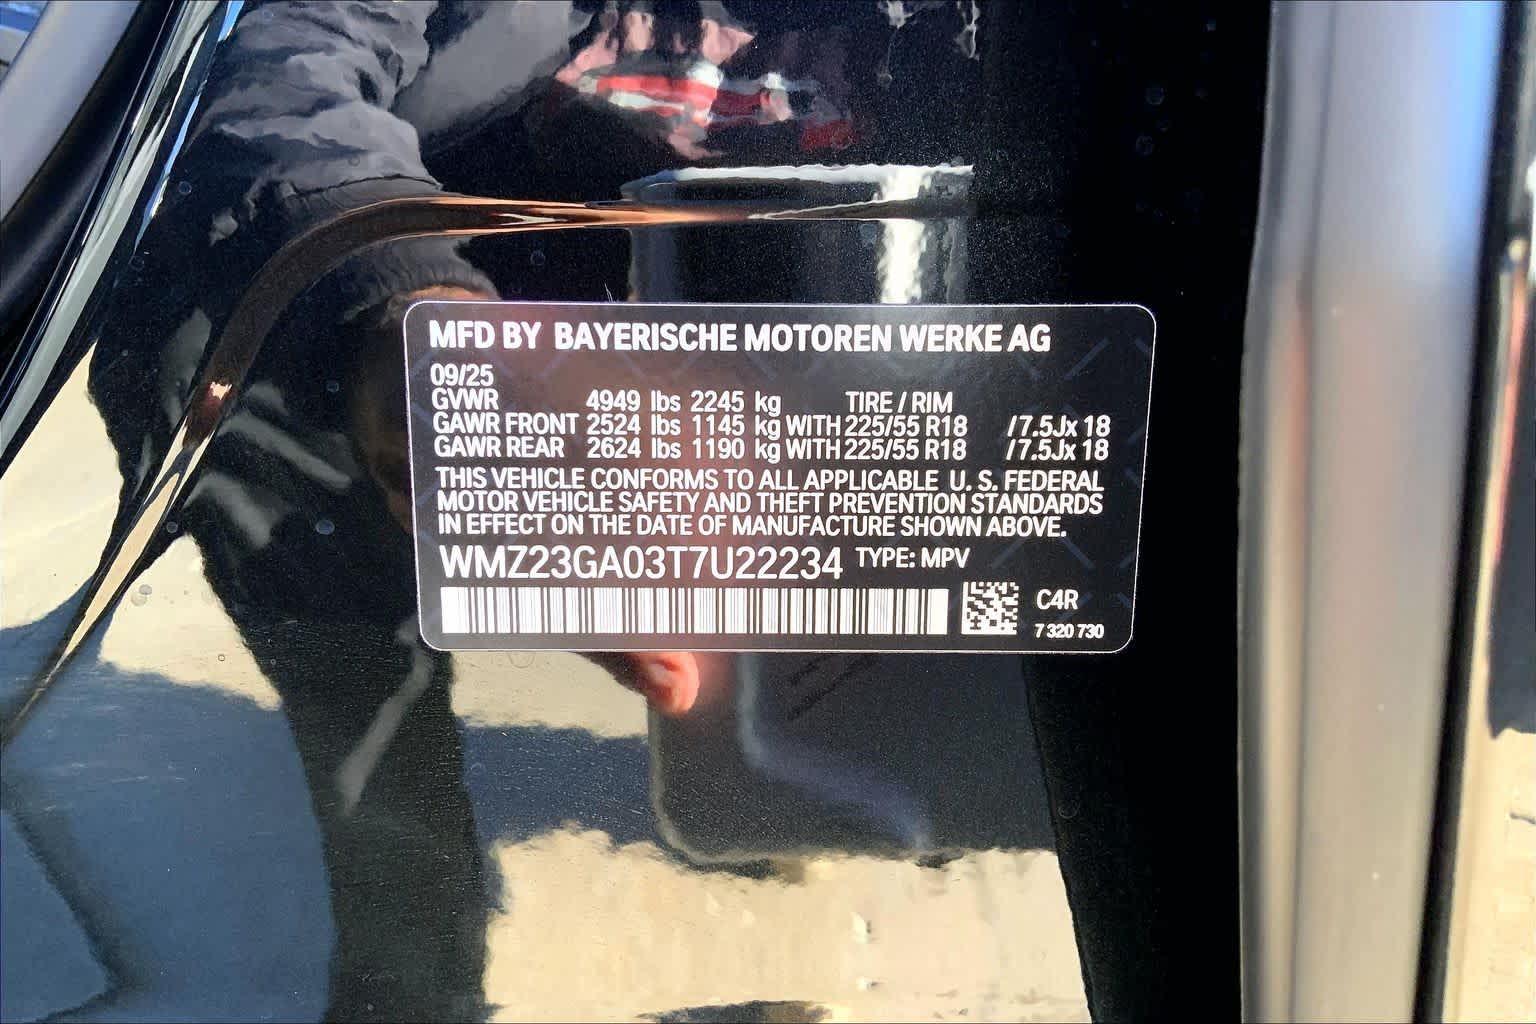 MFD BY BAYERISCHE MOTOREN WERKE AG
09/25
GVWR 4949 lbs 2245 kg TIRE / RIM
GAWR FRONT 2524 lbs 1145 kg WITH 225/55 R18 /7.5Jx 18
GAWR REAR 2624 lbs 1190 kg WITH 225/55 R18 /7.5Jx 18
THIS VEHICLE CONFORMS TO ALL APPLICABLE U. S. FEDERAL
MOTOR VEHICLE SAFETY AND THEFT PREVENTION STANDARDS
IN EFFECT ON THE DATE OF MANUFACTURE SHOWN ABOVE.
WMZ23GA03T7U22234 TYPE: MPV
C4R
7 320 730